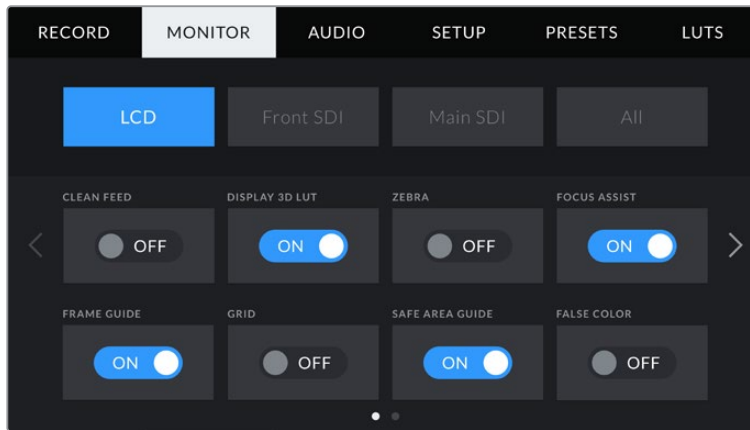 RECORD MONITOR AUDIO SETUP PRESETS LUTS
LCD Front SDI Main SDI All
CLEAN FEED DISPLAY 3D LUT ZEBRA FOCUS ASSIST
OFF ON OFF ON
FRAME GUIDE GRID SAFE AREA GUIDE FALSE COLOR
ON OFF ON OFF